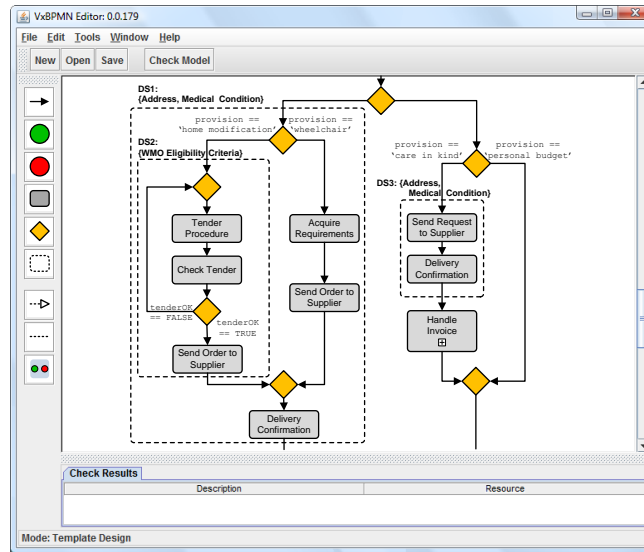 VxBPMN Editor: 0.0.179
File Edit Tools Window Help
New Open Save Check Model
DS1:
{Address, Medical Condition}
provision == provision ==
'home modification' 'wheelchair'
DS2:
{WMO Eligibility Criteria}
provision == provision ==
'care in kind' 'personal budget'
DS3: {Address,
Medical Condition}
Tender
Procedure
Acquire
Requirements
Send Request
to Supplier
Check Tender
Delivery
Confirmation
Send Order to
Supplier
tenderOK
== FALSE
tenderOK
== TRUE
Handle
Invoice
Send Order to
Supplier
Delivery
Confirmation
Check Results
Description Resource
Mode: Template Design